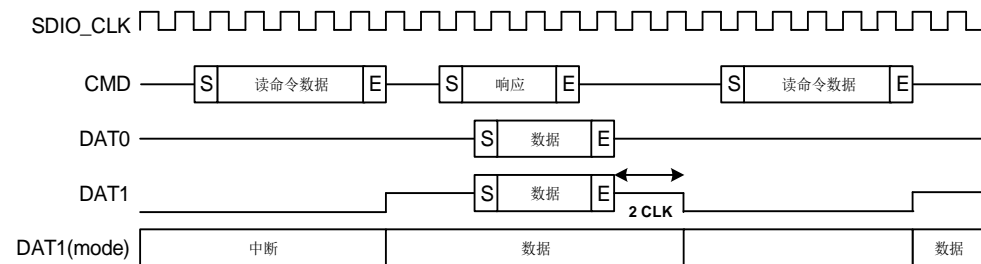 SDIO_CLK
CMD S 读命令数据 E S 响应 E S 读命令数据 E
DAT0 S 数据 E
DAT1 S 数据 E
2 CLK
DAT1(mode) 中断 数据 数据